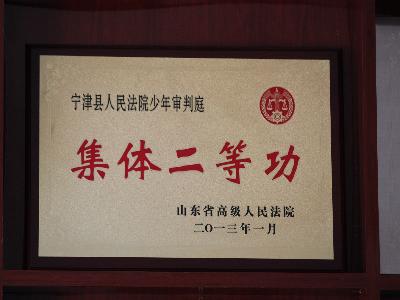 宁津县人民法院少年审判庭
集体二等功
山东省高级人民法院
二〇一三年一月